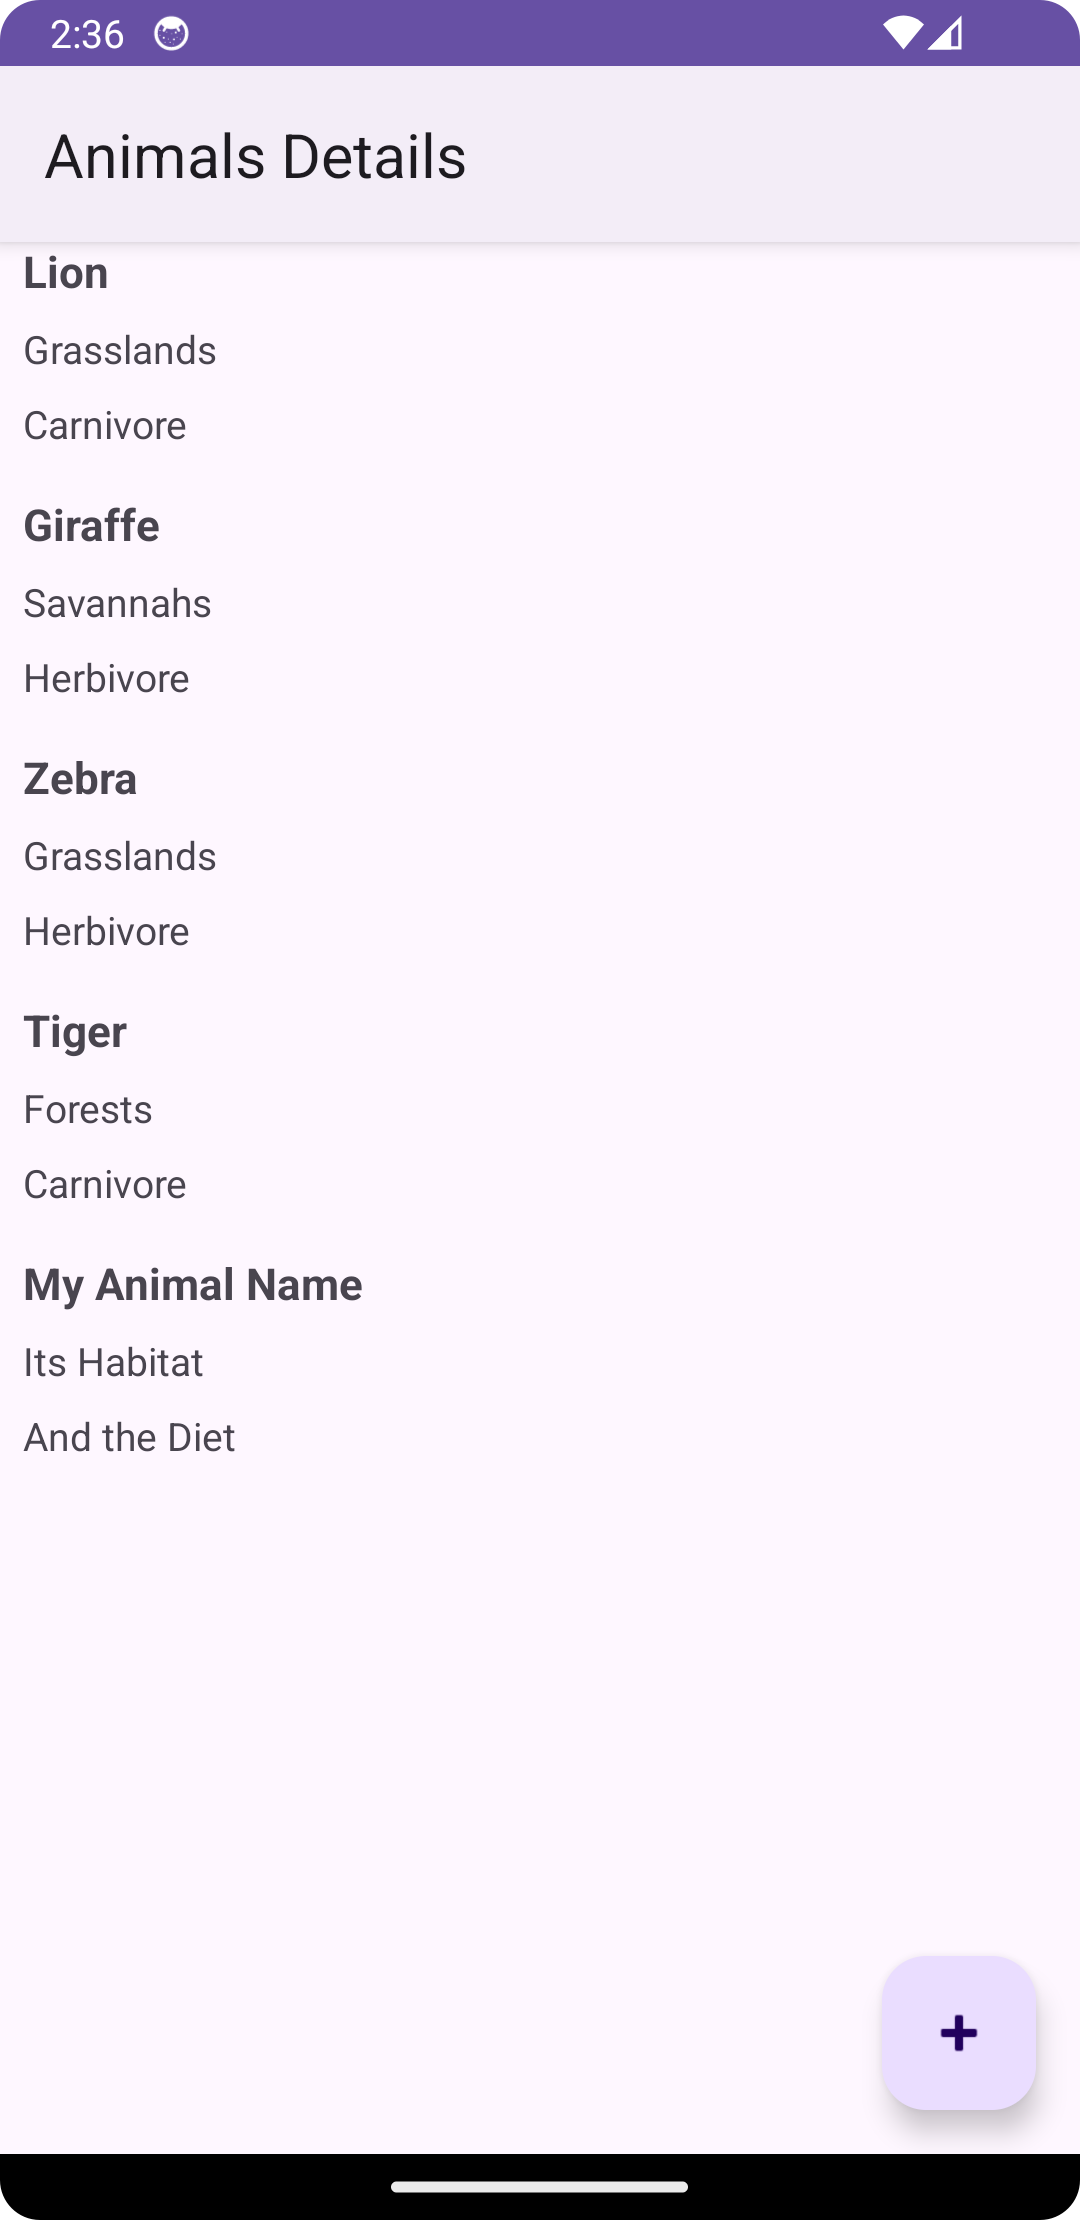 2:36
Animals Details
Lion
Grasslands
Carnivore
Giraffe
Savannahs
Herbivore
Zebra
Grasslands
Herbivore
Tiger
Forests
Carnivore
My Animal Name
Its Habitat
And the Diet